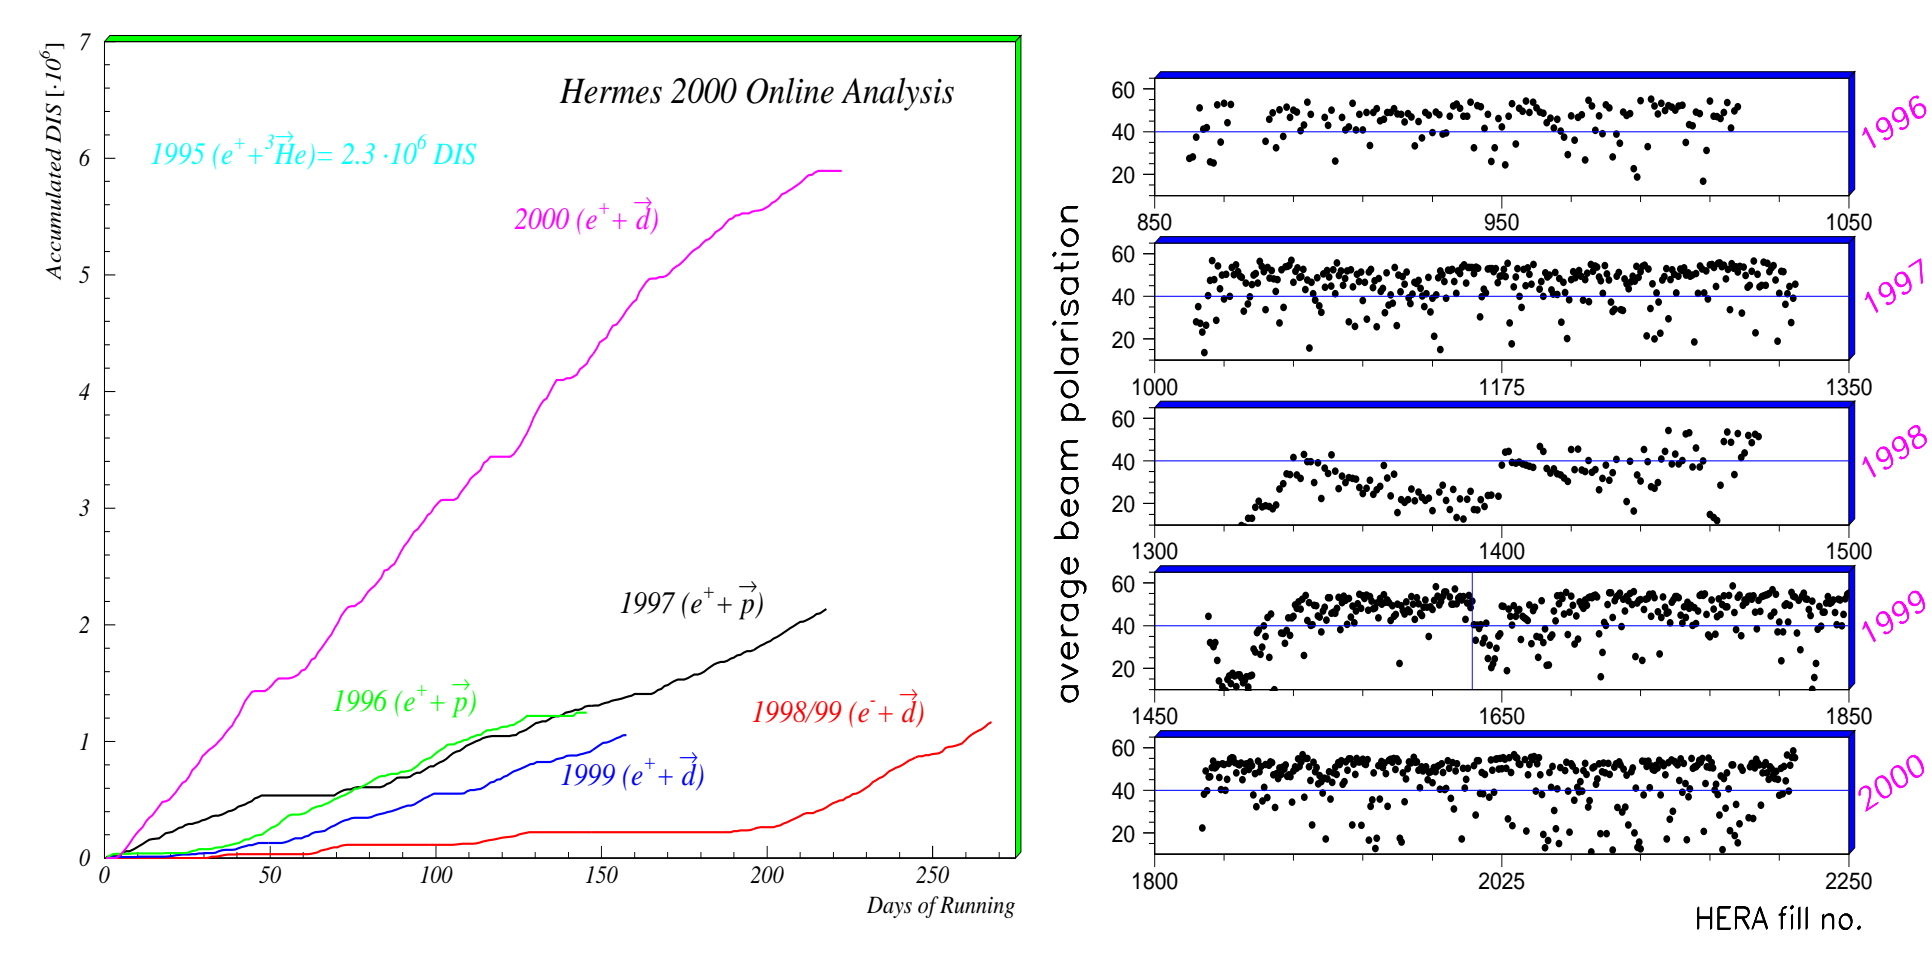 Hermes 2000 Online Analysis
Accumulated DIS [·10⁶]
7
6
5
4
3
2
1
0
1995 (e⁺+³H⃗e)= 2.3 ·10⁶ DIS
2000 (e⁺+ d⃗)
1997 (e⁺+ p⃗)
1996 (e⁺+ p⃗)
1998/99 (e⁻+ d⃗)
1999 (e⁺+ d⃗)
0 50 100 150 200 250
Days of Running
average beam polarisation
60
40
20
850 950 1050
1996
60
40
20
1000 1175 1350
1997
60
40
20
1300 1400 1500
1998
60
40
20
1450 1650 1850
1999
60
40
20
1800 2025 2250
2000
HERA fill no.